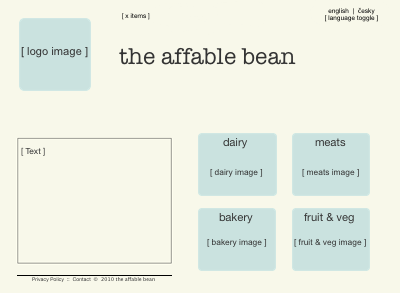 [ x items ]
english | česky
[ language toggle ]
[ logo image ]
the affable bean
[ Text ]
dairy
[ dairy image ]
meats
[ meats image ]
bakery
[ bakery image ]
fruit & veg
[ fruit & veg image ]
Privacy Policy :: Contact © 2010 the affable bean